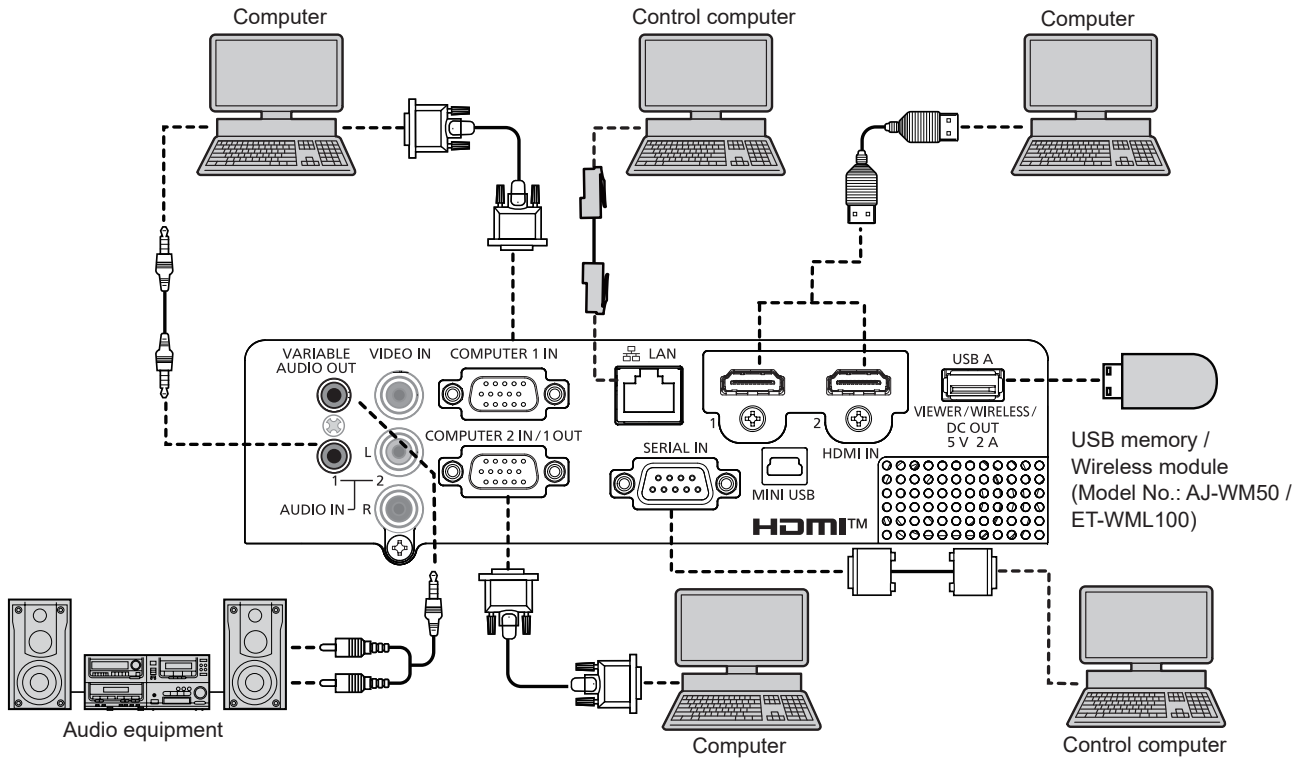 Computer
Control computer
Computer
VARIABLE
AUDIO OUT
VIDEO IN
COMPUTER 1 IN
LAN
USB A
VIEWER / WIRELESS /
DC OUT
5 V 2 A
1
2
HDMI IN
COMPUTER 2 IN / 1 OUT
SERIAL IN
MINI USB
L
1 2
AUDIO IN R
HDMI™
USB memory /
Wireless module
(Model No.: AJ-WM50 /
ET-WML100)
Audio equipment
Computer
Control computer